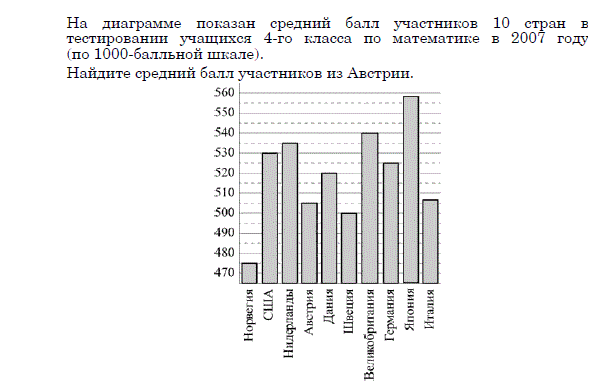 На диаграмме показан средний балл участников 10 стран в
тестировании учащихся 4-го класса по математике в 2007 году
(по 1000-балльной шкале).
Найдите средний балл участников из Австрии.
560
550
540
530
520
510
500
490
480
470
Норвегия
США
Нидерланды
Австрия
Дания
Швеция
Великобритания
Германия
Япония
Италия